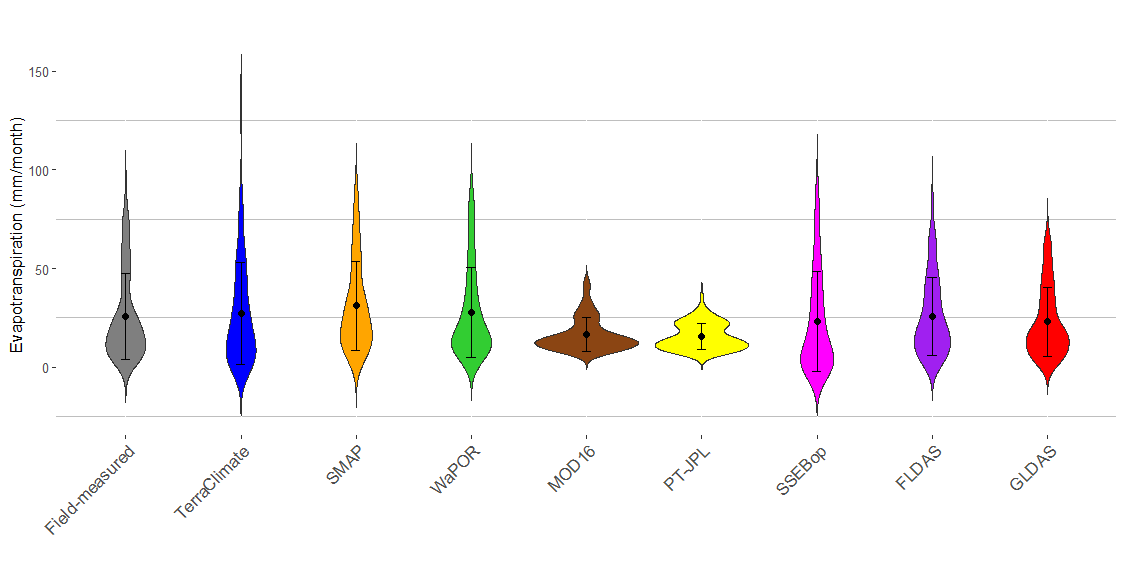 Evapotranspiration (mm/month)
150
100
50
0
Field-measured
TerraClimate
SMAP
WaPOR
MOD16
PT-JPL
SSEBop
FLDAS
GLDAS